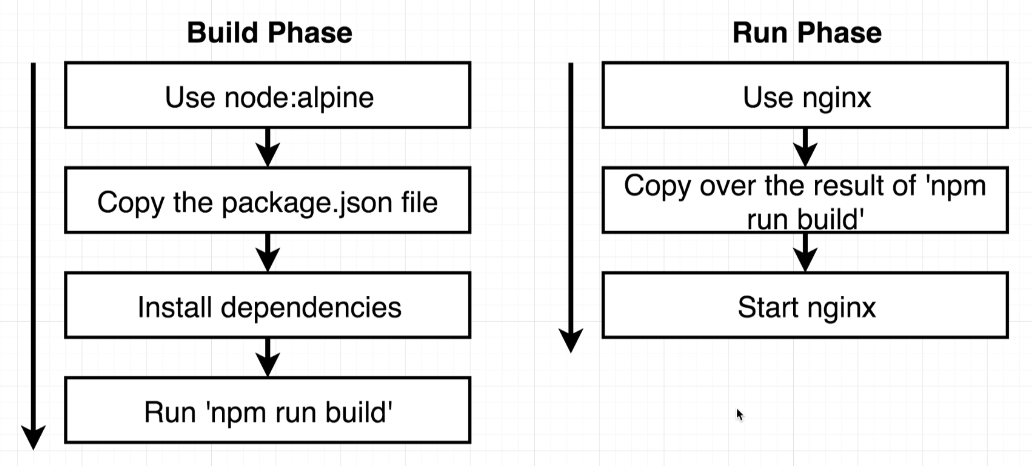 Build Phase
Use node:alpine
Copy the package.json file
Install dependencies
Run 'npm run build'
Run Phase
Use nginx
Copy over the result of 'npm
run build'
Start nginx